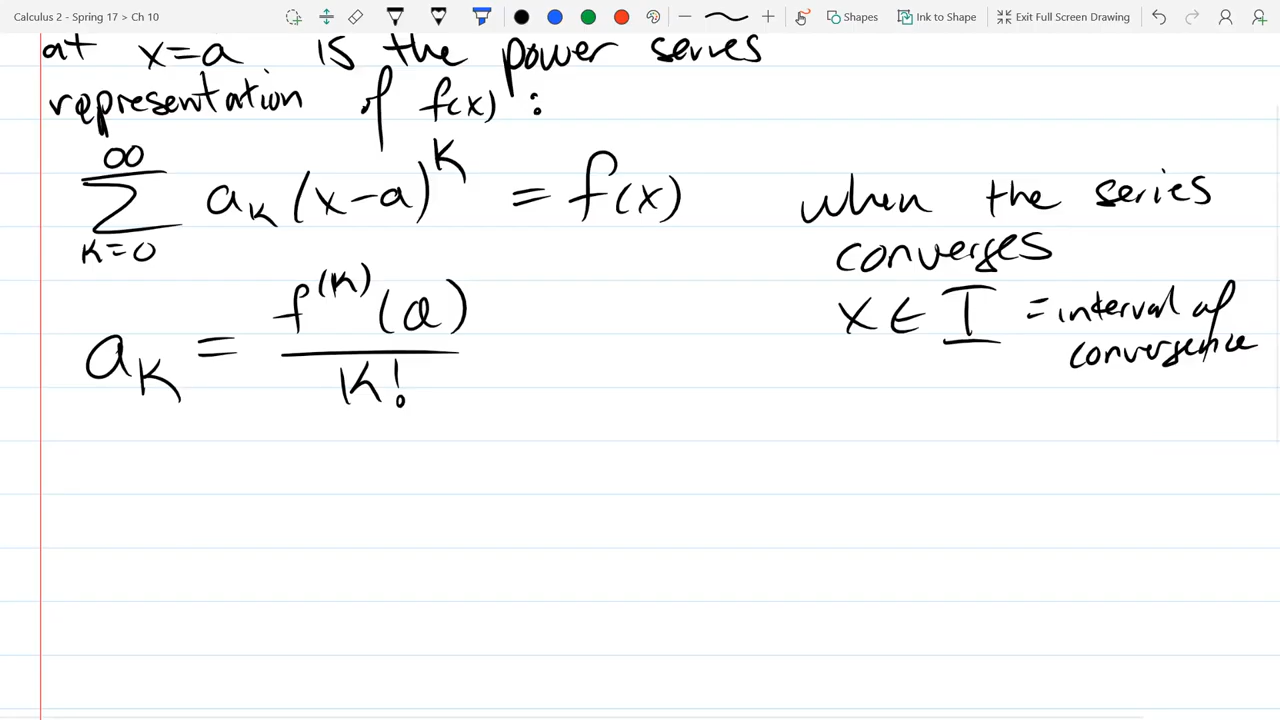 Calculus 2 - Spring 17 > Ch 10
Shapes
Ink to Shape
Exit Full Screen Drawing
at x=a is the power series
representation of f(x) :
∞
∑ a_k (x-a)^k = f(x)
k=0
when the series
converges
x ∈ I = interval of
convergence
a_k = f^(k)(a) / k!